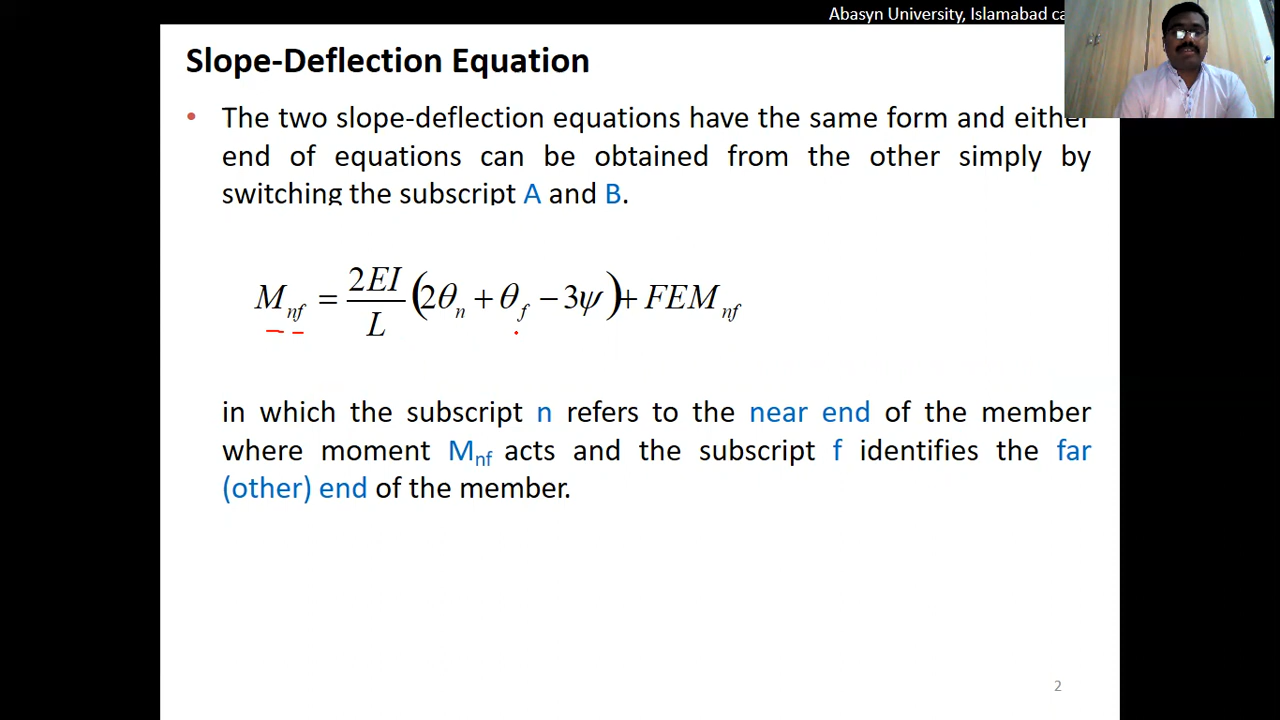 Abasyn University, Islamabad ca
Slope-Deflection Equation
• The two slope-deflection equations have the same form and either
end of equations can be obtained from the other simply by
switching the subscript A and B.
M_nf = 2EI/L (2θ_n + θ_f − 3ψ) + FEM_nf
in which the subscript n refers to the near end of the member
where moment M_nf acts and the subscript f identifies the far
(other) end of the member.
2